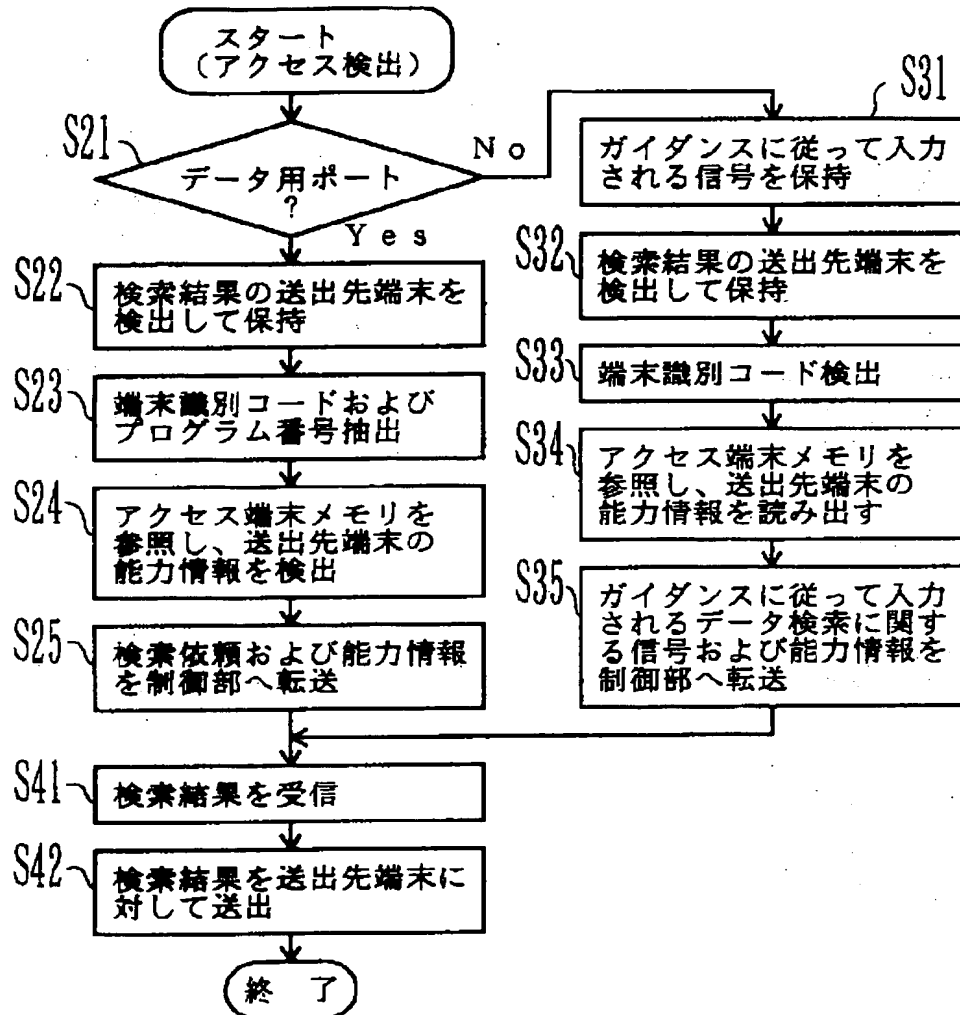 スタート
(アクセス検出)
S21
データ用ポート
?
No
Yes
S22
検索結果の送出先端末を
検出して保持
S23
端末識別コードおよび
プログラム番号抽出
S24
アクセス端末メモリを
参照し、送出先端末の
能力情報を検出
S25
検索依頼および能力情報
を制御部へ転送
S31
ガイダンスに従って入力
される信号を保持
S32
検索結果の送出先端末を
検出して保持
S33
端末識別コード検出
S34
アクセス端末メモリを
参照し、送出先端末の
能力情報を読み出す
S35
ガイダンスに従って入力
されるデータ検索に関す
る信号および能力情報を
制御部へ転送
S41
検索結果を受信
S42
検索結果を送出先端末に
対して送出
終 了